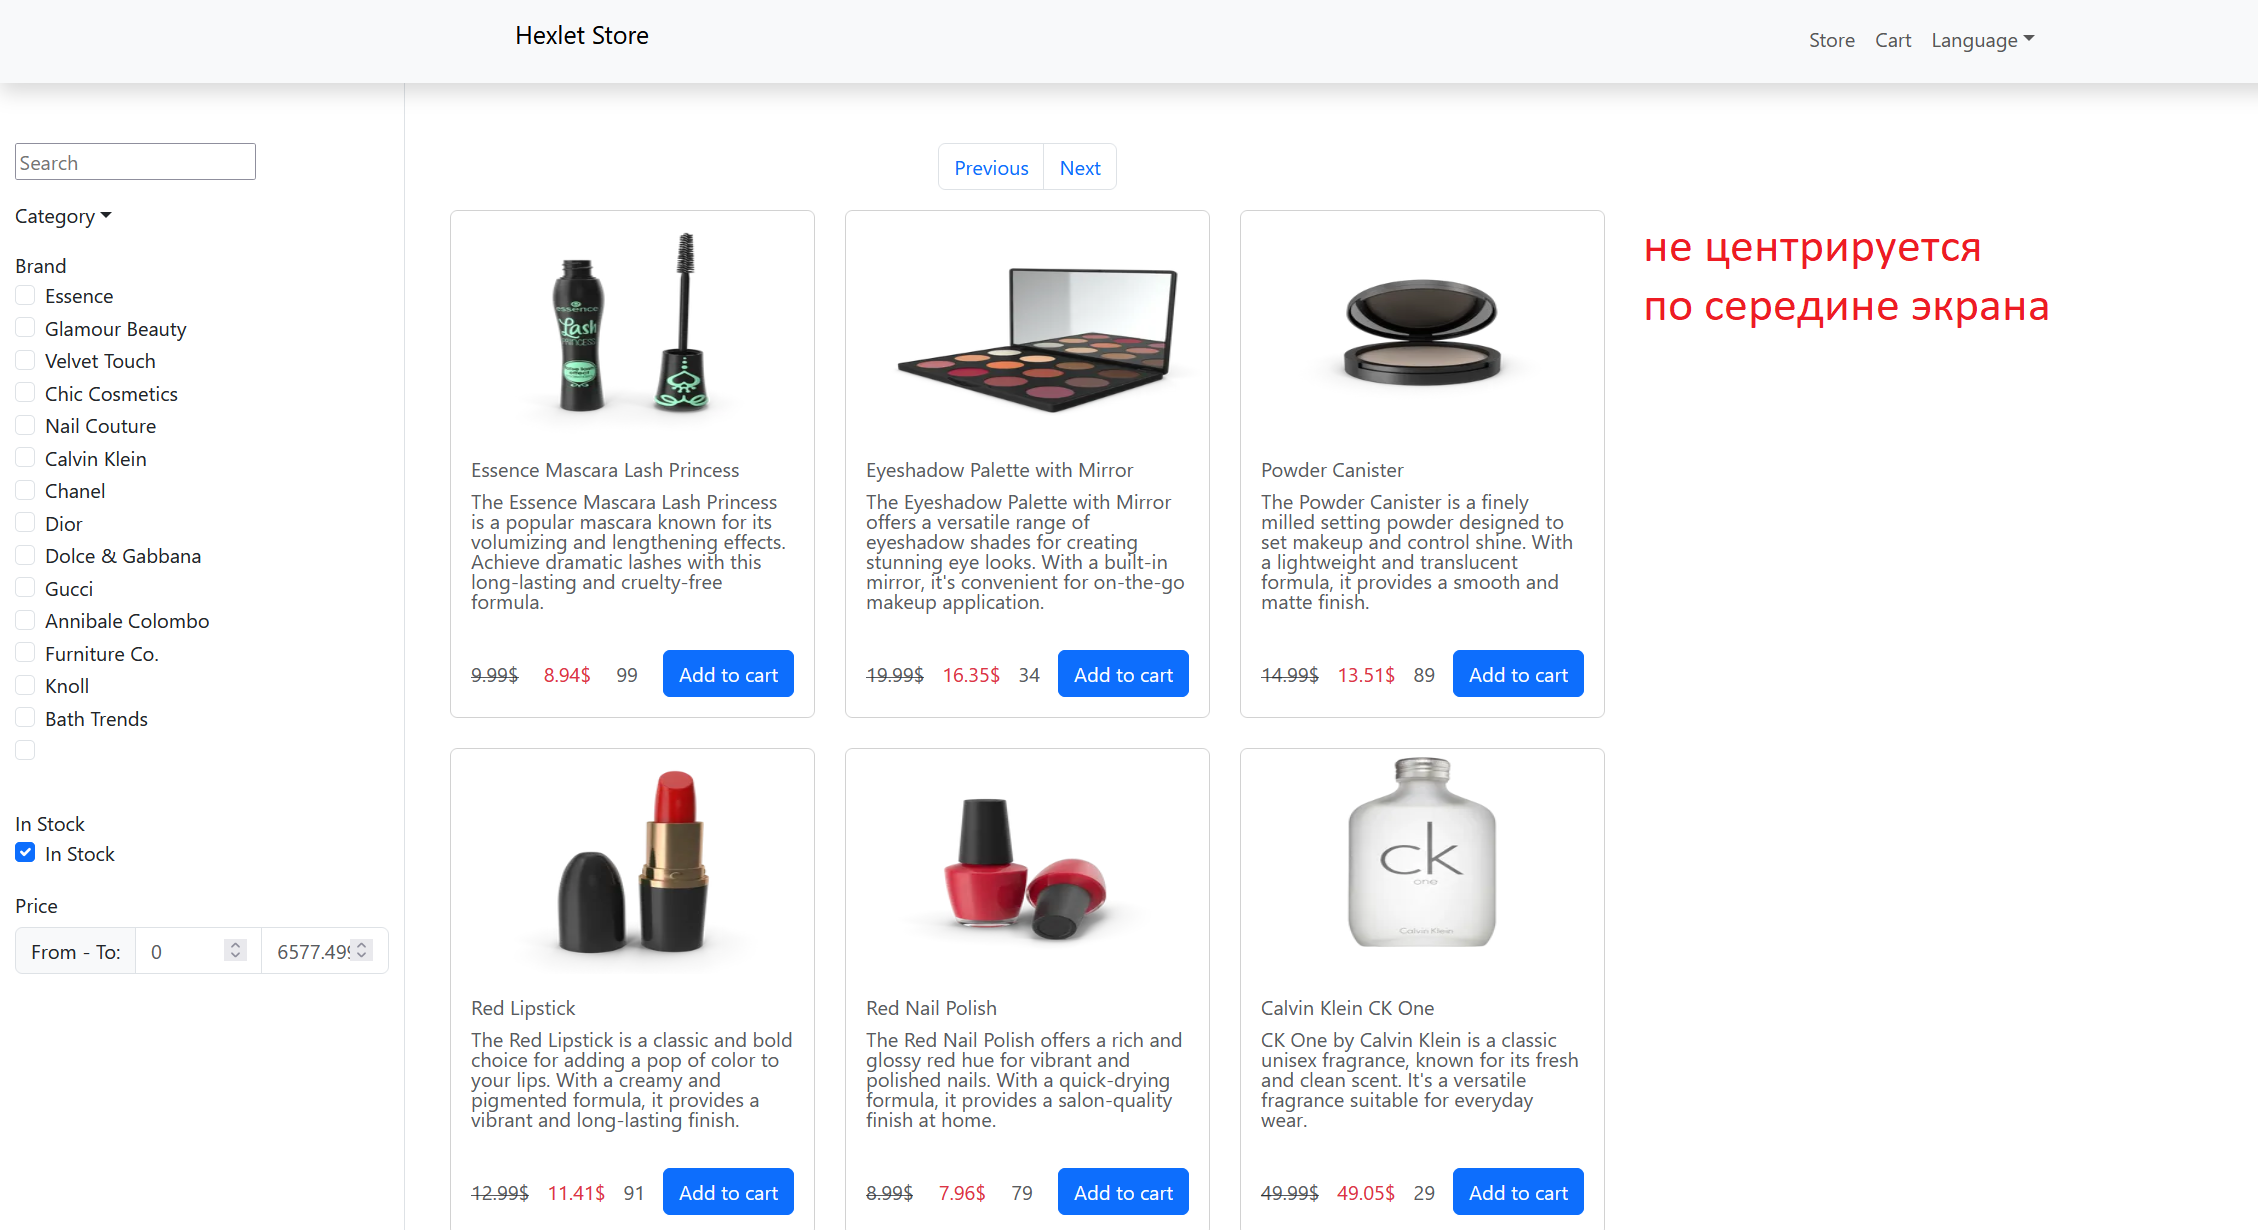 Hexlet Store
Store Cart Language
Search
Category
Brand
Essence
Glamour Beauty
Velvet Touch
Chic Cosmetics
Nail Couture
Calvin Klein
Chanel
Dior
Dolce & Gabbana
Gucci
Annibale Colombo
Furniture Co.
Knoll
Bath Trends
In Stock
In Stock
Price
From - To: 0 6577.499
Previous Next
не центрируется
по середине экрана
essence
Lash
PRINCESS
Essence Mascara Lash Princess
The Essence Mascara Lash Princess
is a popular mascara known for its
volumizing and lengthening effects.
Achieve dramatic lashes with this
long-lasting and cruelty-free
formula.
9.99$ 8.94$ 99 Add to cart
Eyeshadow Palette with Mirror
The Eyeshadow Palette with Mirror
offers a versatile range of
eyeshadow shades for creating
stunning eye looks. With a built-in
mirror, it's convenient for on-the-go
makeup application.
19.99$ 16.35$ 34 Add to cart
Powder Canister
The Powder Canister is a finely
milled setting powder designed to
set makeup and control shine. With
a lightweight and translucent
formula, it provides a smooth and
matte finish.
14.99$ 13.51$ 89 Add to cart
Red Lipstick
The Red Lipstick is a classic and bold
choice for adding a pop of color to
your lips. With a creamy and
pigmented formula, it provides a
vibrant and long-lasting finish.
12.99$ 11.41$ 91 Add to cart
Red Nail Polish
The Red Nail Polish offers a rich and
glossy red hue for vibrant and
polished nails. With a quick-drying
formula, it provides a salon-quality
finish at home.
8.99$ 7.96$ 79 Add to cart
ck
one
Calvin Klein
Calvin Klein CK One
CK One by Calvin Klein is a classic
unisex fragrance, known for its fresh
and clean scent. It's a versatile
fragrance suitable for everyday
wear.
49.99$ 49.05$ 29 Add to cart